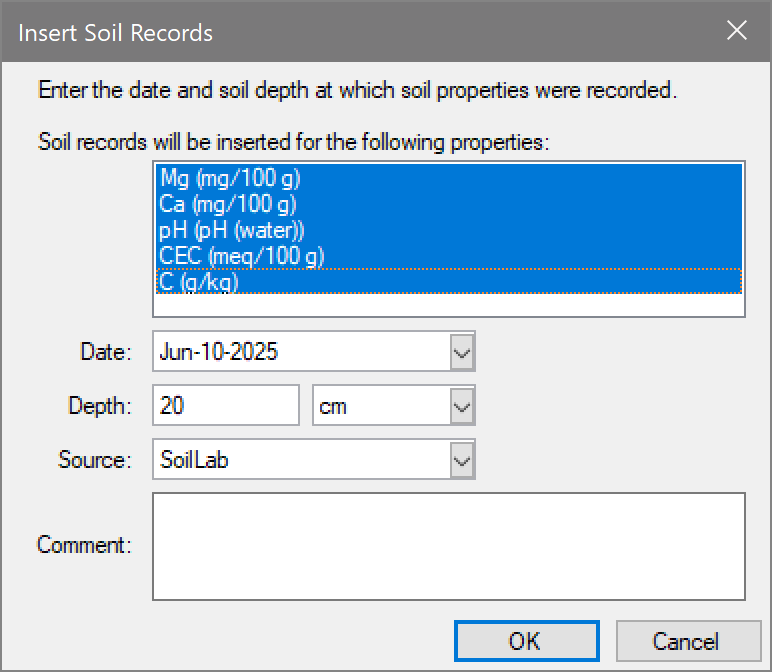 Insert Soil Records
Enter the date and soil depth at which soil properties were recorded.
Soil records will be inserted for the following properties:
Mg (mg/100 g)
Ca (mg/100 g)
pH (pH (water))
CEC (meq/100 g)
C (g/kg)
Date: Jun-10-2025
Depth: 20 cm
Source: SoilLab
Comment:
OK Cancel